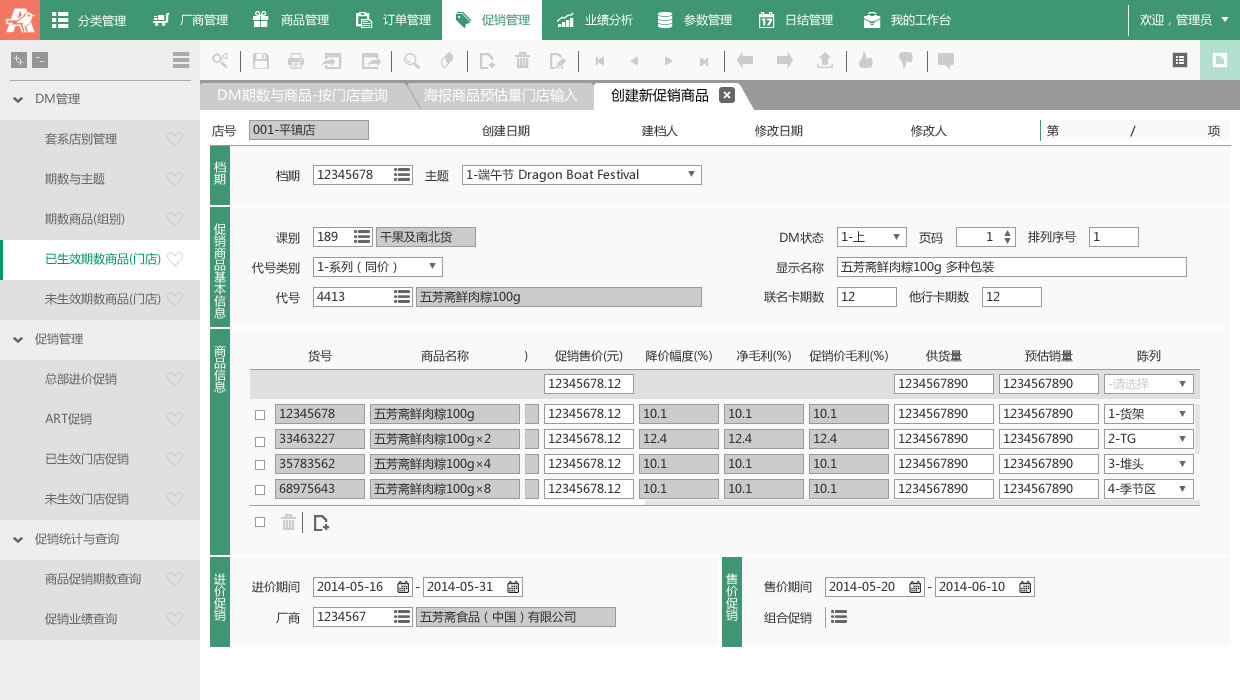 分类管理 厂商管理 商品管理 订单管理 促销管理 业绩分析 参数管理 日结管理 我的工作台 欢迎，管理员
DM期数与商品-按门店查询 海报商品预估量门店输入 创建新促销商品
DM管理
套系店别管理
期数与主题
期数商品(组别)
已生效期数商品(门店)
未生效期数商品(门店)
促销管理
总部进价促销
ART促销
已生效门店促销
未生效门店促销
促销统计与查询
商品促销期数查询
促销业绩查询
店号 001-平镇店 创建日期 建档人 修改日期 修改人 第 / 项
档期
档期 12345678 主题 1-端午节 Dragon Boat Festival
促销商品基本信息
课别 189 干果及南北货 DM状态 1-上 页码 1 排列序号 1
代号类别 1-系列（同价） 显示名称 五芳斋鲜肉粽100g 多种包装
代号 4413 五芳斋鲜肉粽100g 联名卡期数 12 他行卡期数 12
商品信息
货号 商品名称 ) 促销售价(元) 降价幅度(%) 净毛利(%) 促销价毛利(%) 供货量 预估销量 陈列
12345678.12 1234567890 1234567890 -请选择
12345678 五芳斋鲜肉粽100g 12345678.12 10.1 10.1 10.1 1234567890 1234567890 1-货架
33463227 五芳斋鲜肉粽100g×2 12345678.12 12.4 12.4 12.4 1234567890 1234567890 2-TG
35783562 五芳斋鲜肉粽100g×4 12345678.12 10.1 10.1 10.1 1234567890 1234567890 3-堆头
68975643 五芳斋鲜肉粽100g×8 12345678.12 10.1 10.1 10.1 1234567890 1234567890 4-季节区
进价促销
进价期间 2014-05-16 - 2014-05-31
厂商 1234567 五芳斋食品（中国）有限公司
售价促销
售价期间 2014-05-20 - 2014-06-10
组合促销